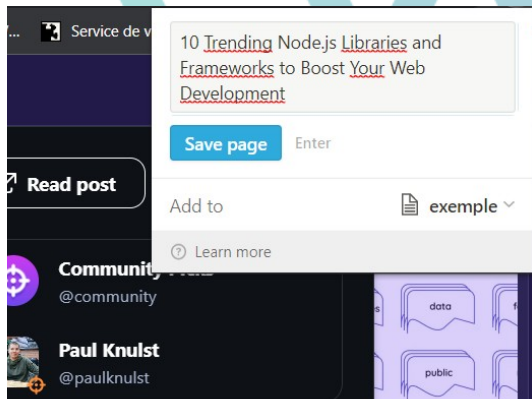 /...
Service de v
10 Trending Node.js Libraries and
Frameworks to Boost Your Web
Development
Save page
Enter
Read post
Add to
exemple
Learn more
@community
Paul Knulst
@paulknulst
data
f
s
public